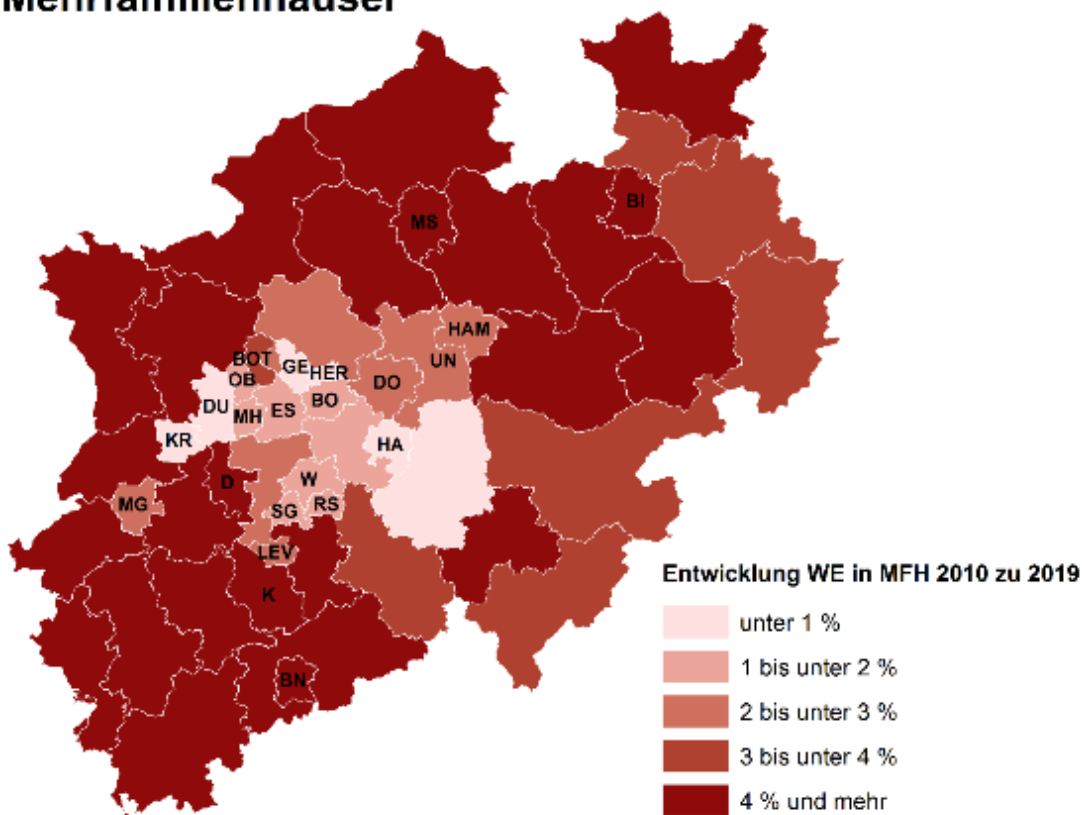 Mehrfamilienhäuser
MS
BI
HAM
BOT
GE
HER
UN
OB
DO
DU
MH
ES
BO
KR
HA
D
W
MG
SG
RS
LEV
K
BN
Entwicklung WE in MFH 2010 zu 2019
unter 1 %
1 bis unter 2 %
2 bis unter 3 %
3 bis unter 4 %
4 % und mehr